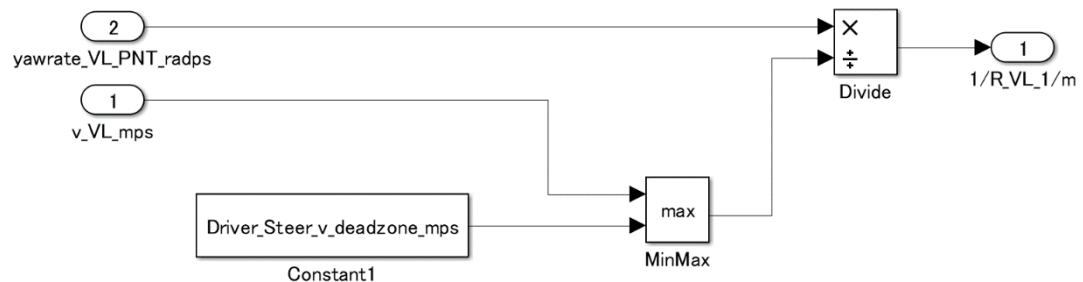 2
yawrate_VL_PNT_radps
1
v_VL_mps
Driver_Steer_v_deadzone_mps
Constant1
max
MinMax
×
÷
Divide
1
1/R_VL_1/m